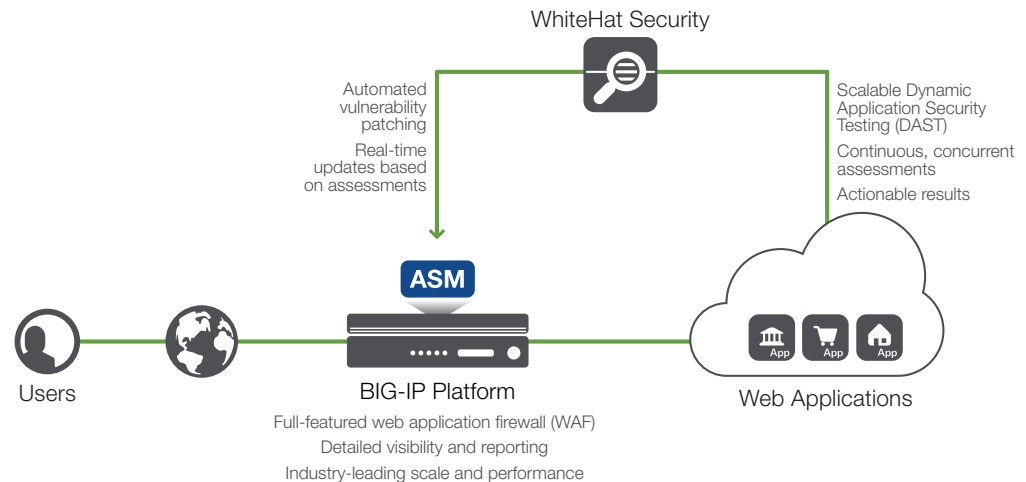 WhiteHat Security
Automated
vulnerability
patching
Real-time
updates based
on assessments
Scalable Dynamic
Application Security
Testing (DAST)
Continuous, concurrent
assessments
Actionable results
ASM
App
App
App
Users
BIG-IP Platform
Full-featured web application firewall (WAF)
Detailed visibility and reporting
Industry-leading scale and performance
Web Applications